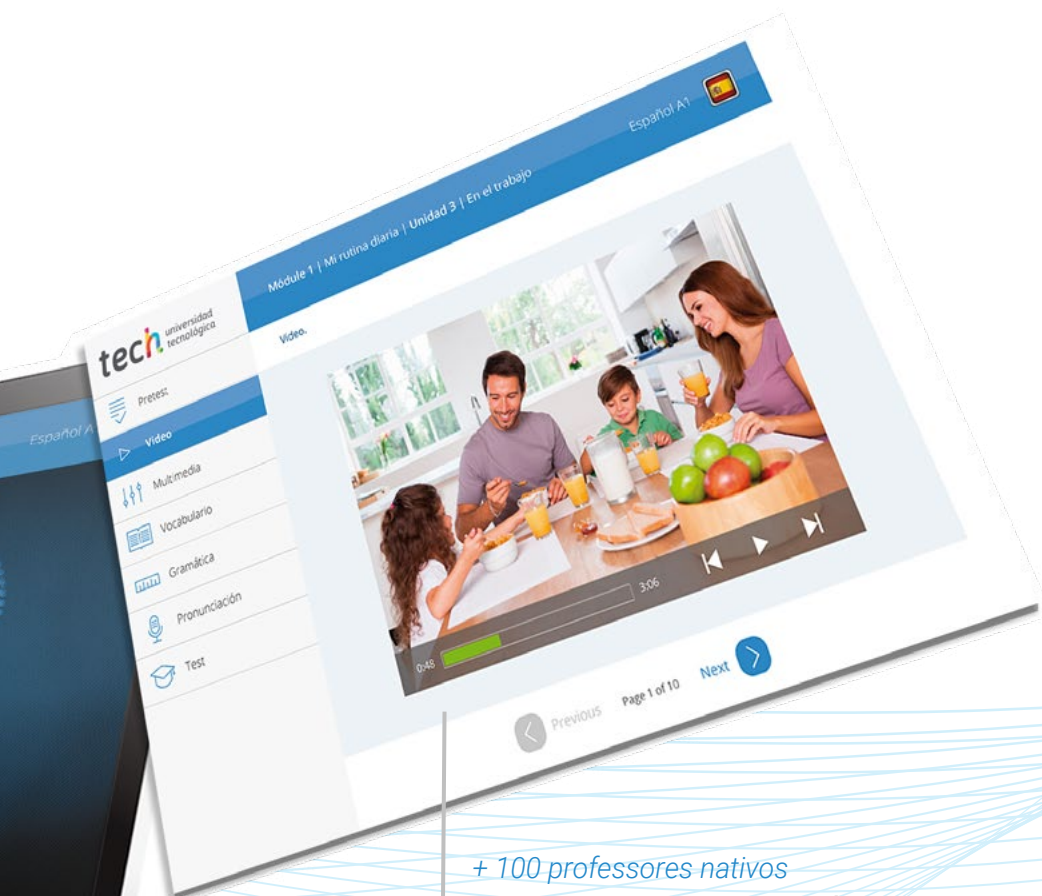 Español A1
Módule 1 | Mi rutina diaria | Unidad 3 | En el trabajo
tech universidad tecnológica
Video.
Pretest
Video
Multimedia
Vocabulario
Gramática
Pronunciación
Test
0:48
3:06
Previous
Page 1 of 10
Next
Español A
+ 100 professores nativos